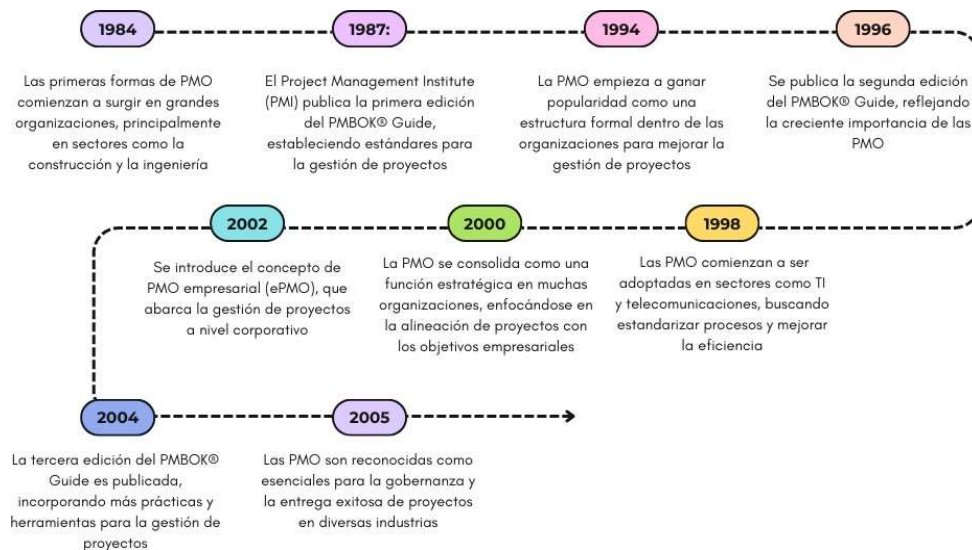 1984
Las primeras formas de PMO
comienzan a surgir en grandes
organizaciones, principalmente
en sectores como la
construcción y la ingeniería
1987:
El Project Management Institute
(PMI) publica la primera edición
del PMBOK® Guide,
estableciendo estándares para
la gestión de proyectos
1994
La PMO empieza a ganar
popularidad como una
estructura formal dentro de las
organizaciones para mejorar la
gestión de proyectos
1996
Se publica la segunda edición
del PMBOK® Guide, reflejando
la creciente importancia de las
PMO
1998
Las PMO comienzan a ser
adoptadas en sectores como TI
y telecomunicaciones, buscando
estandarizar procesos y mejorar
la eficiencia
2000
La PMO se consolida como una
función estratégica en muchas
organizaciones, enfocándose en
la alineación de proyectos con
los objetivos empresariales
2002
Se introduce el concepto de
PMO empresarial (ePMO), que
abarca la gestión de proyectos
a nivel corporativo
2004
La tercera edición del PMBOK®
Guide es publicada,
incorporando más prácticas y
herramientas para la gestión de
proyectos
2005
Las PMO son reconocidas como
esenciales para la gobernanza y
la entrega exitosa de proyectos
en diversas industrias